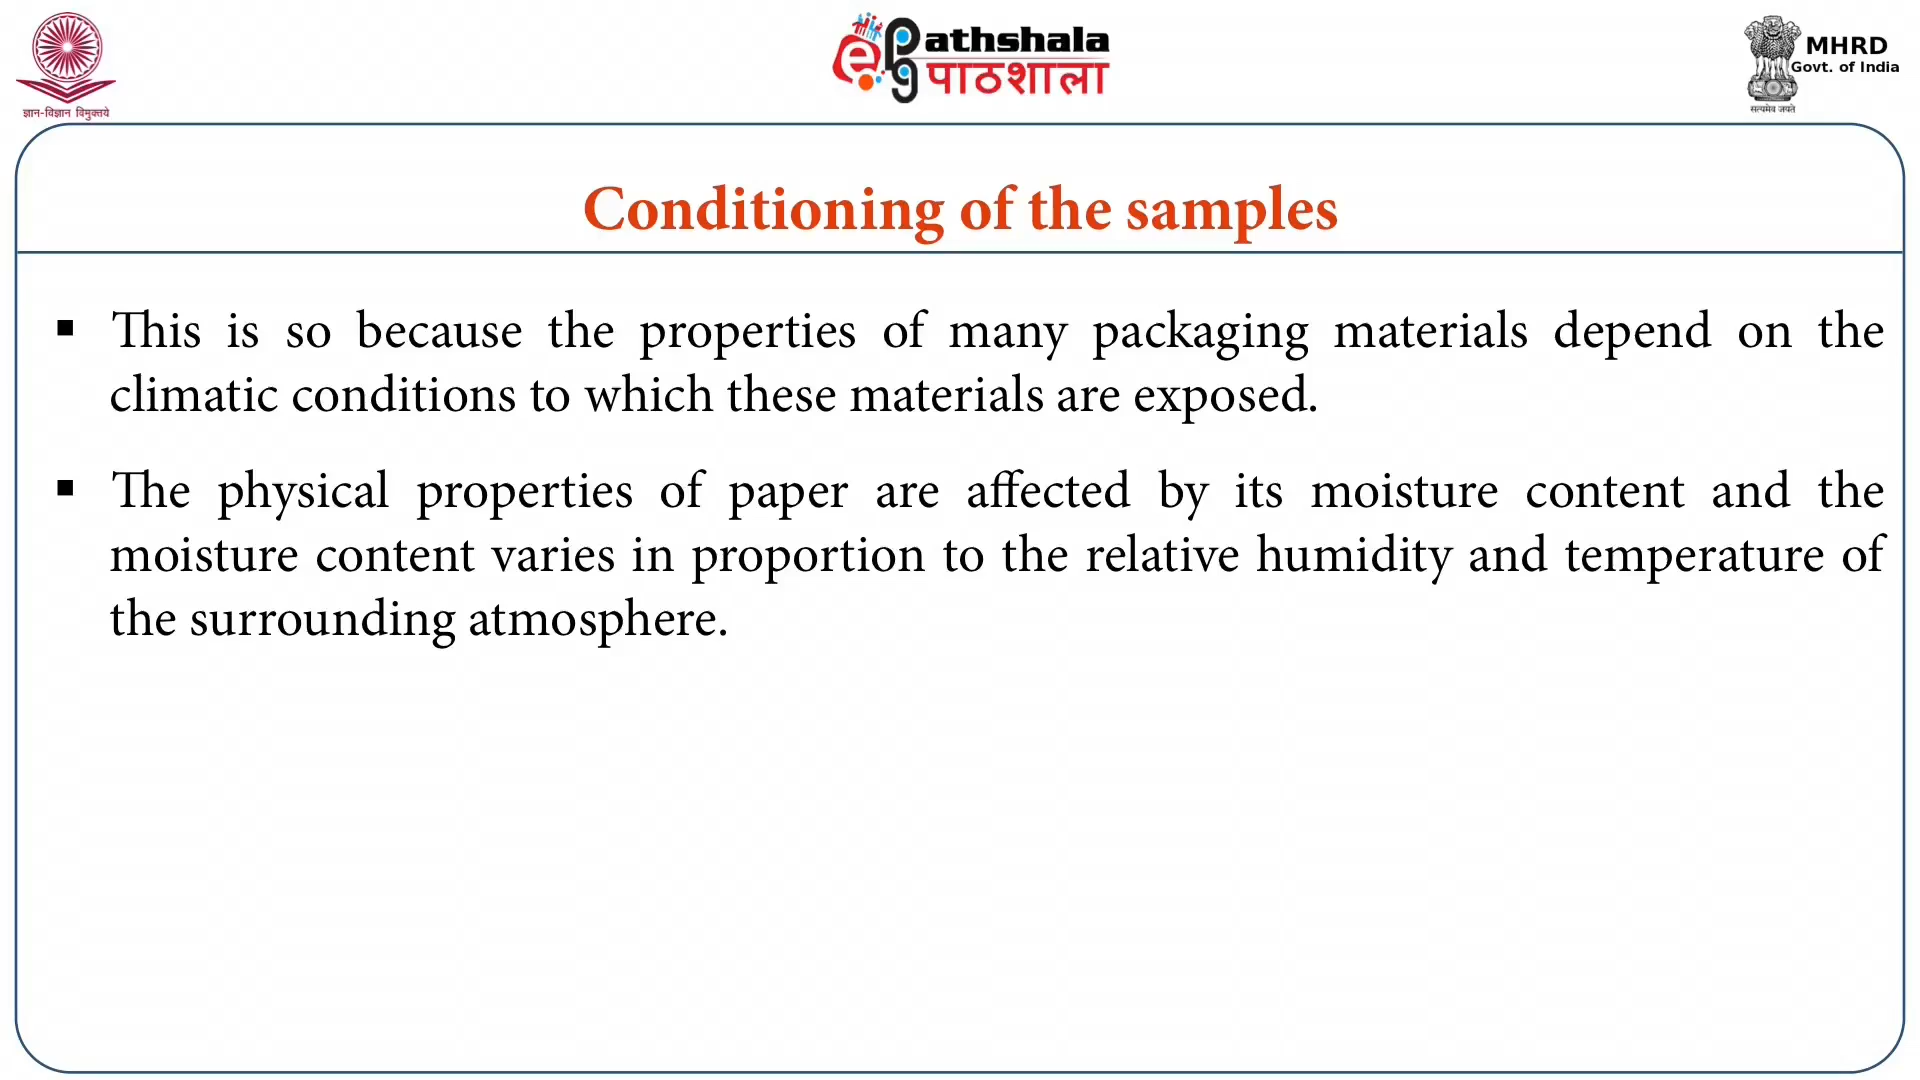 ज्ञान-विज्ञान विमुक्तये
ePathshala
pg पाठशाला
MHRD
Govt. of India
सत्यमेव जयते
Conditioning of the samples
▪ This is so because the properties of many packaging materials depend on the
climatic conditions to which these materials are exposed.
▪ The physical properties of paper are affected by its moisture content and the
moisture content varies in proportion to the relative humidity and temperature of
the surrounding atmosphere.